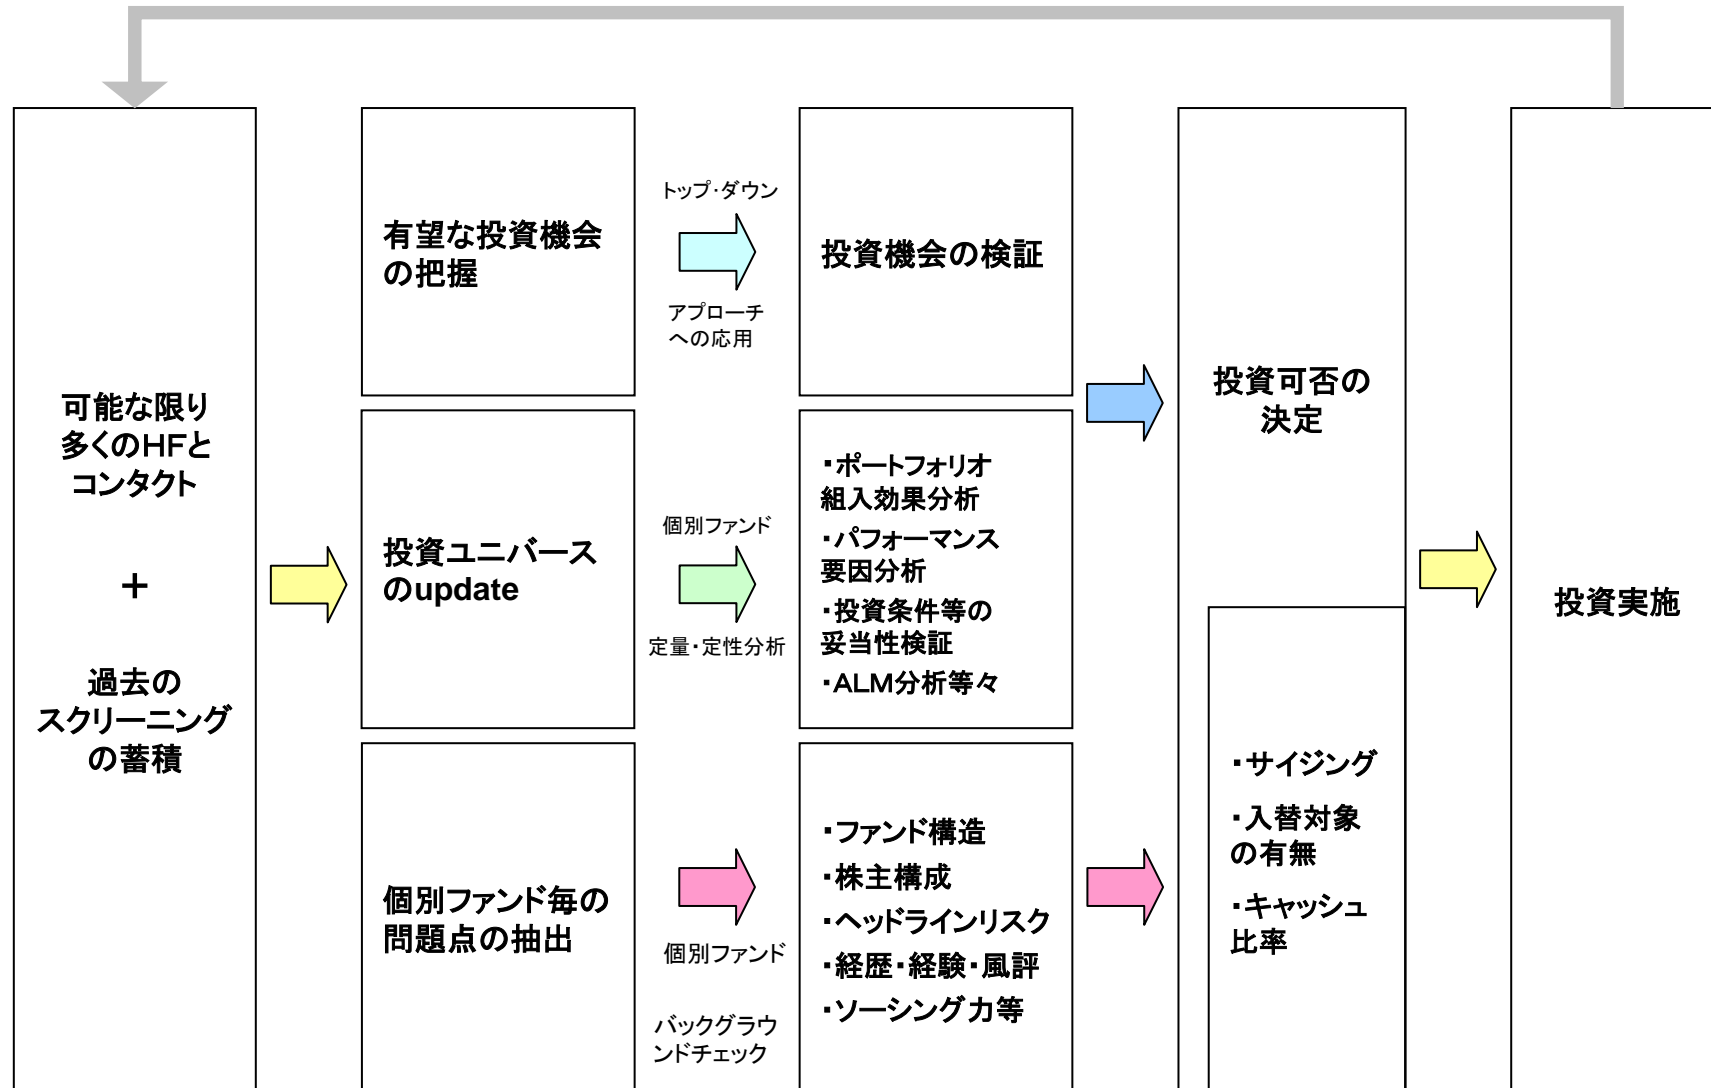 可能な限り
多くのHFと
コンタクト
+
過去の
スクリーニング
の蓄積
有望な投資機会
の把握
トップ・ダウン
アプローチ
への応用
投資機会の検証
投資ユニバース
のupdate
個別ファンド
定量・定性分析
・ポートフォリオ
組入効果分析
・パフォーマンス
要因分析
・投資条件等の
妥当性検証
・ALM分析等々
個別ファンド毎の
問題点の抽出
個別ファンド
バックグラウ
ンドチェック
・ファンド構造
・株主構成
・ヘッドラインリスク
・経歴・経験・風評
・ソーシング力等
投資可否の
決定
・サイジング
・入替対象
の有無
・キャッシュ
比率
投資実施